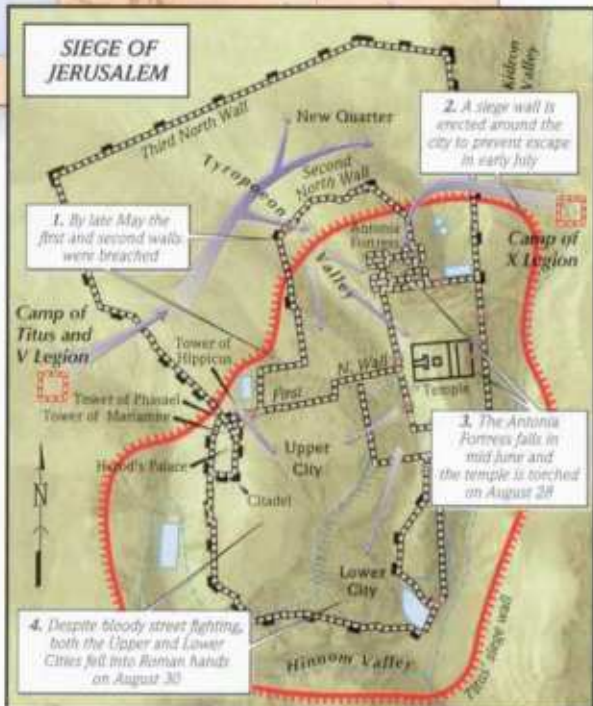 SIEGE OF
JERUSALEM
Kidron
Valley
Third North Wall
New Quarter
2. A siege wall is
erected around the
city to prevent escape
in early July
Tyropoeon
Second
North Wall
1. By late May the
first and second walls
were breached
Antonia
Fortress
Valley
Camp of
X Legion
Camp of
Titus and
V Legion
Tower of
Hippicus
First
N. Wall
Temple
Tower of Phasael
Tower of Mariamne
3. The Antonia
Fortress falls in
mid June and
the temple is torched
on August 28
Upper
City
Herod's Palace
N
Citadel
Lower
City
4. Despite bloody street fighting,
both the Upper and Lower
Cities fell into Roman hands
on August 30
Hinnom Valley
Titus' siege wall